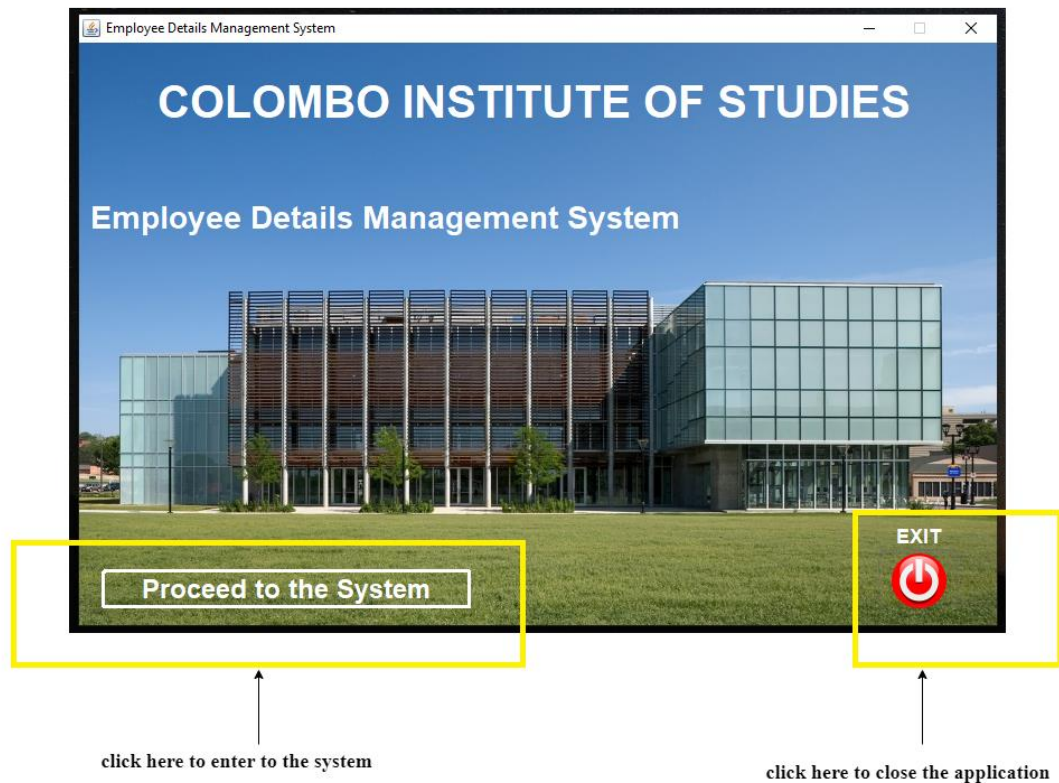 Employee Details Management System
COLOMBO INSTITUTE OF STUDIES
Employee Details Management System
EXIT
Proceed to the System
click here to enter to the system
click here to close the application